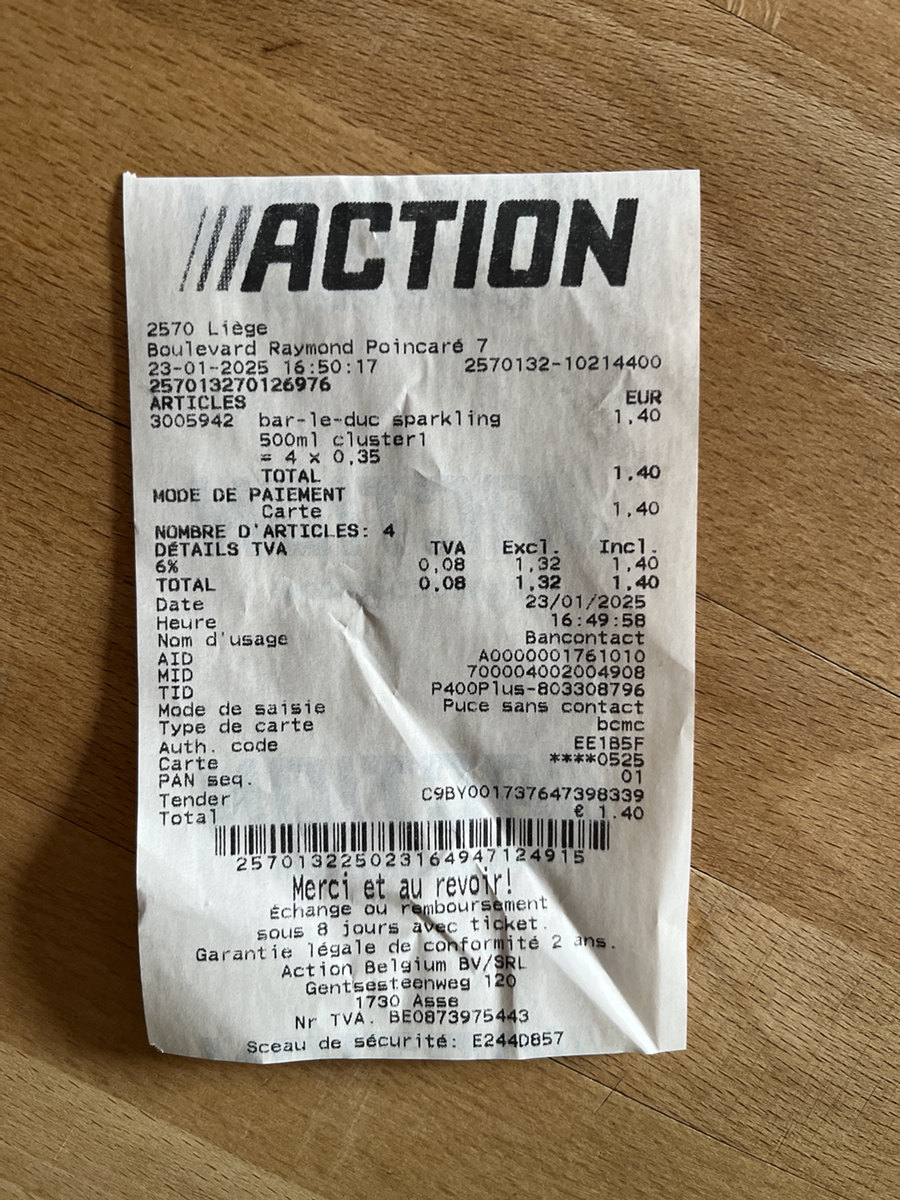 ///ACTION
2570 Liège
Boulevard Raymond Poincaré 7
23-01-2025 16:50:17 2570132-10214400
257013270126976
ARTICLES EUR
3005942 bar-le-duc sparkling 1,40
500ml cluster1
= 4 x 0,35
TOTAL 1,40
MODE DE PAIEMENT
Carte 1,40
NOMBRE D'ARTICLES: 4
DÉTAILS TVA TVA Excl. Incl.
6% 0,08 1,32 1,40
TOTAL 0,08 1,32 1,40
Date 23/01/2025
Heure 16:49:58
Nom d'usage Bancontact
AID A0000001761010
MID 700004002004908
TID P400Plus-803308796
Mode de saisie Puce sans contact
Type de carte bcmc
Auth. code EE1B5F
Carte ****0525
PAN seq. 01
Tender C9BY001737647398339
Total € 1.40
257013225023164947124915
Merci et au revoir!
Échange ou remboursement
sous 8 jours avec ticket.
Garantie légale de conformité 2 ans.
Action Belgium BV/SRL
Gentsesteenweg 120
1730 Asse
Nr TVA. BE0873975443
Sceau de sécurité: E244D857